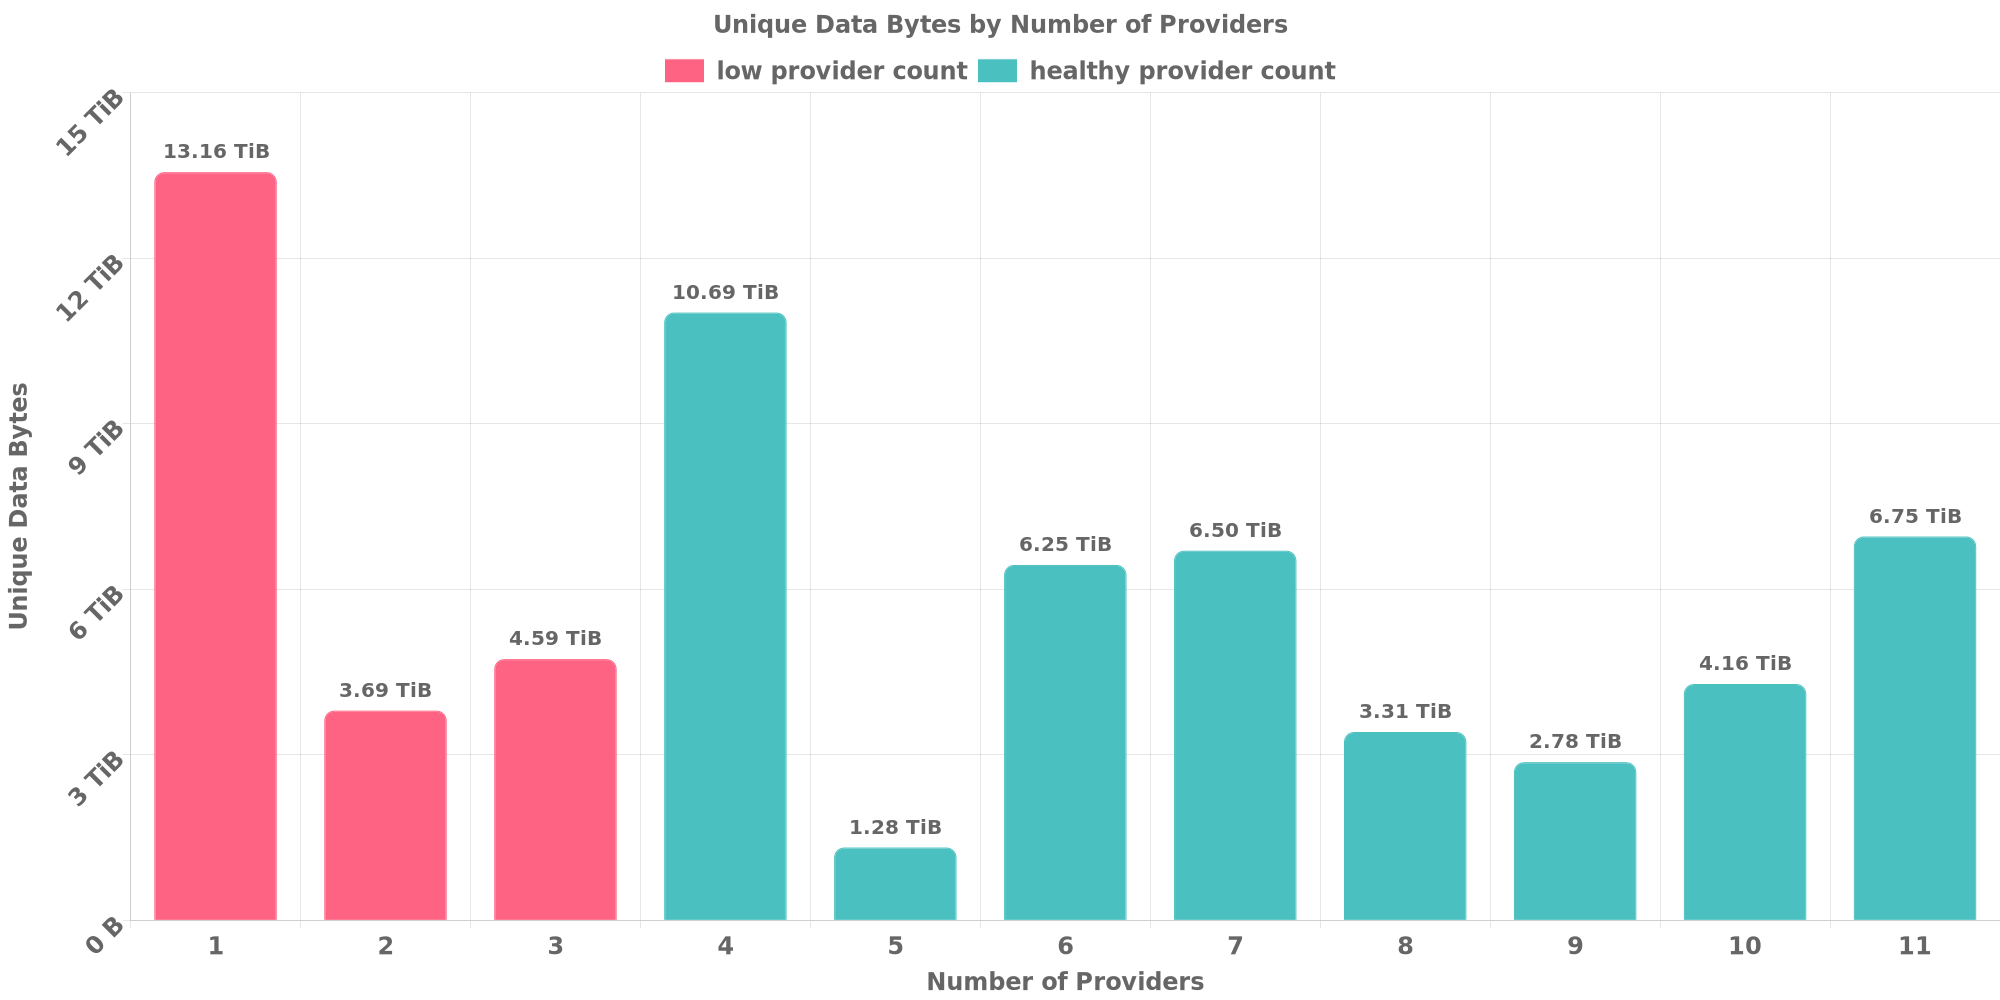 Unique Data Bytes by Number of Providers
low provider count healthy provider count
15 TiB
12 TiB
9 TiB
6 TiB
3 TiB
0 B
Unique Data Bytes
13.16 TiB
3.69 TiB
4.59 TiB
10.69 TiB
1.28 TiB
6.25 TiB
6.50 TiB
3.31 TiB
2.78 TiB
4.16 TiB
6.75 TiB
1 2 3 4 5 6 7 8 9 10 11
Number of Providers